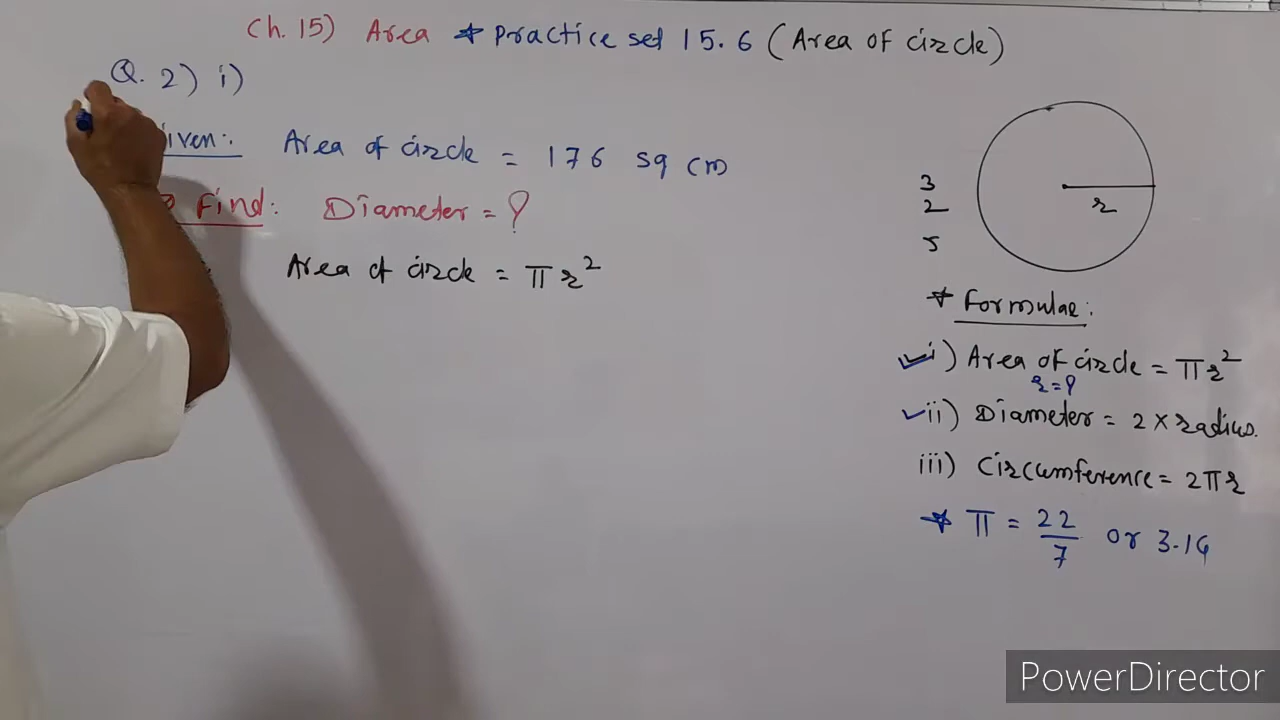 Ch. 15) Area * Practice set 15.6 (Area of circle)
Q. 2) i)
iven:. Area of circle = 176 sq cm
Find: Diameter = ?
Area of circle = πr²
3
2
5
r
* Formulae:
i) Area of circle = πr²
r=?
ii) Diameter = 2 × radius.
iii) Circumference = 2πr
* π = 22/7 or 3.14
PowerDirector